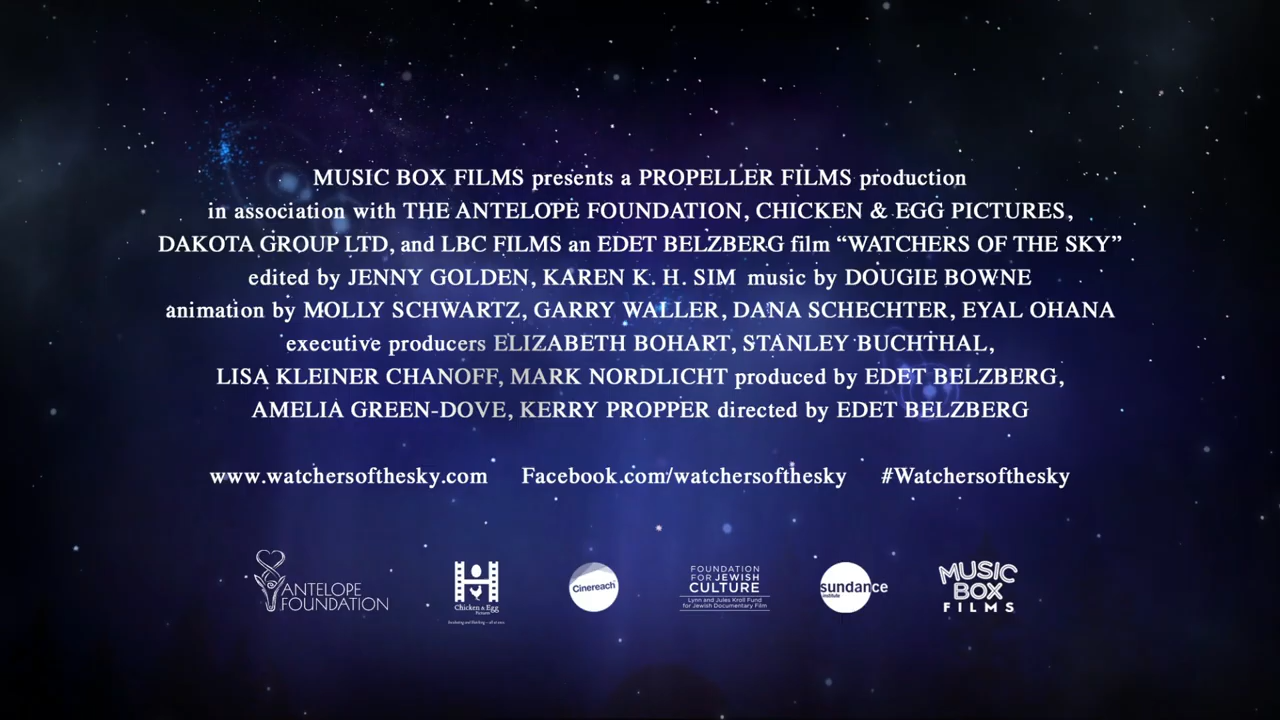 MUSIC BOX FILMS presents a PROPELLER FILMS production
in association with THE ANTELOPE FOUNDATION, CHICKEN & EGG PICTURES,
DAKOTA GROUP LTD, and LBC FILMS an EDET BELZBERG film “WATCHERS OF THE SKY”
edited by JENNY GOLDEN, KAREN K. H. SIM music by DOUGIE BOWNE
animation by MOLLY SCHWARTZ, GARRY WALLER, DANA SCHECHTER, EYAL OHANA
executive producers ELIZABETH BOHART, STANLEY BUCHTHAL,
LISA KLEINER CHANOFF, MARK NORDLICHT produced by EDET BELZBERG,
AMELIA GREEN-DOVE, KERRY PROPPER directed by EDET BELZBERG
www.watchersofthesky.com Facebook.com/watchersofthesky #Watchersofthesky
ANTELOPE
FOUNDATION
Chicken & Egg
Pictures
Cinereach
FOUNDATION
FOR JEWISH
CULTURE
Lynn and Jules Kroll Fund
for Jewish Documentary Film
sundance
institute
MUSIC
BOX
FILMS